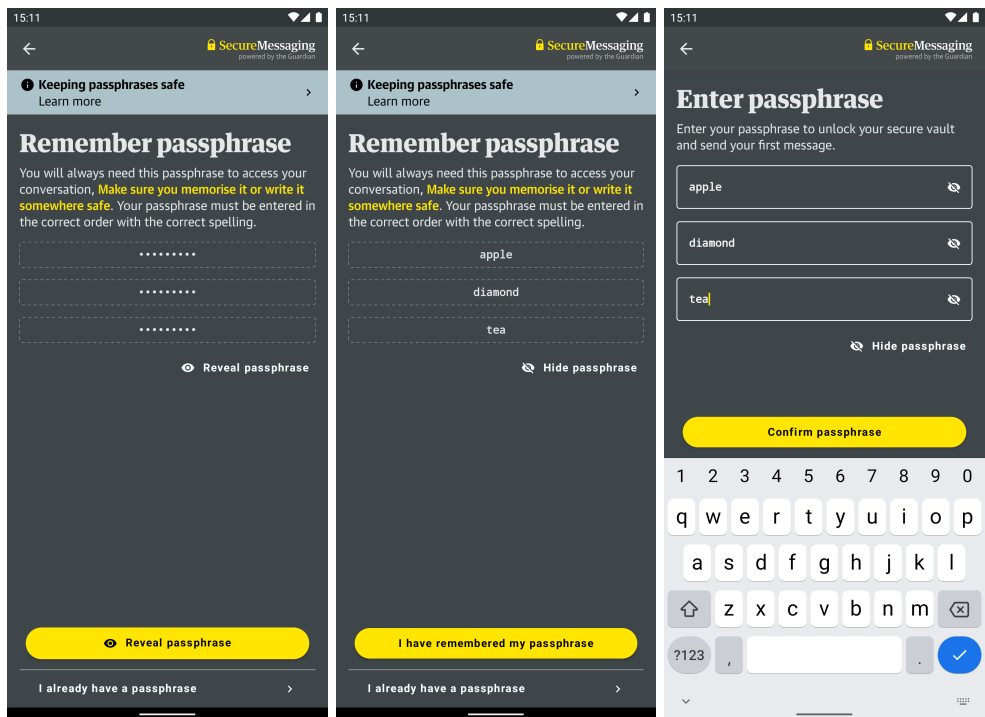 15:11
SecureMessaging
powered by the Guardian
Keeping passphrases safe
Learn more
Remember passphrase
You will always need this passphrase to access your
conversation, Make sure you memorise it or write it
somewhere safe. Your passphrase must be entered in
the correct order with the correct spelling.
•••••••••
•••••••••
•••••••••
Reveal passphrase
Reveal passphrase
I already have a passphrase
15:11
SecureMessaging
powered by the Guardian
Keeping passphrases safe
Learn more
Remember passphrase
You will always need this passphrase to access your
conversation, Make sure you memorise it or write it
somewhere safe. Your passphrase must be entered in
the correct order with the correct spelling.
apple
diamond
tea
Hide passphrase
I have remembered my passphrase
I already have a passphrase
15:11
SecureMessaging
powered by the Guardian
Enter passphrase
Enter your passphrase to unlock your secure vault
and send your first message.
apple
diamond
tea
Hide passphrase
Confirm passphrase
1 2 3 4 5 6 7 8 9 0
q w e r t y u i o p
a s d f g h j k l
z x c v b n m
?123 , .